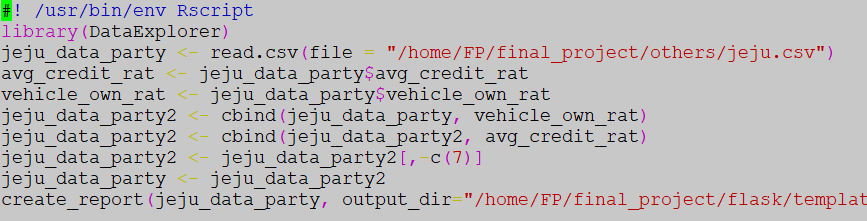 #! /usr/bin/env Rscript
library(DataExplorer)
jeju_data_party <- read.csv(file = "/home/FP/final_project/others/jeju.csv")
avg_credit_rat <- jeju_data_party$avg_credit_rat
vehicle_own_rat <- jeju_data_party$vehicle_own_rat
jeju_data_party2 <- cbind(jeju_data_party, vehicle_own_rat)
jeju_data_party2 <- cbind(jeju_data_party2, avg_credit_rat)
jeju_data_party2 <- jeju_data_party2[,-c(7)]
jeju_data_party <- jeju_data_party2
create_report(jeju_data_party, output_dir="/home/FP/final_project/flask/templat